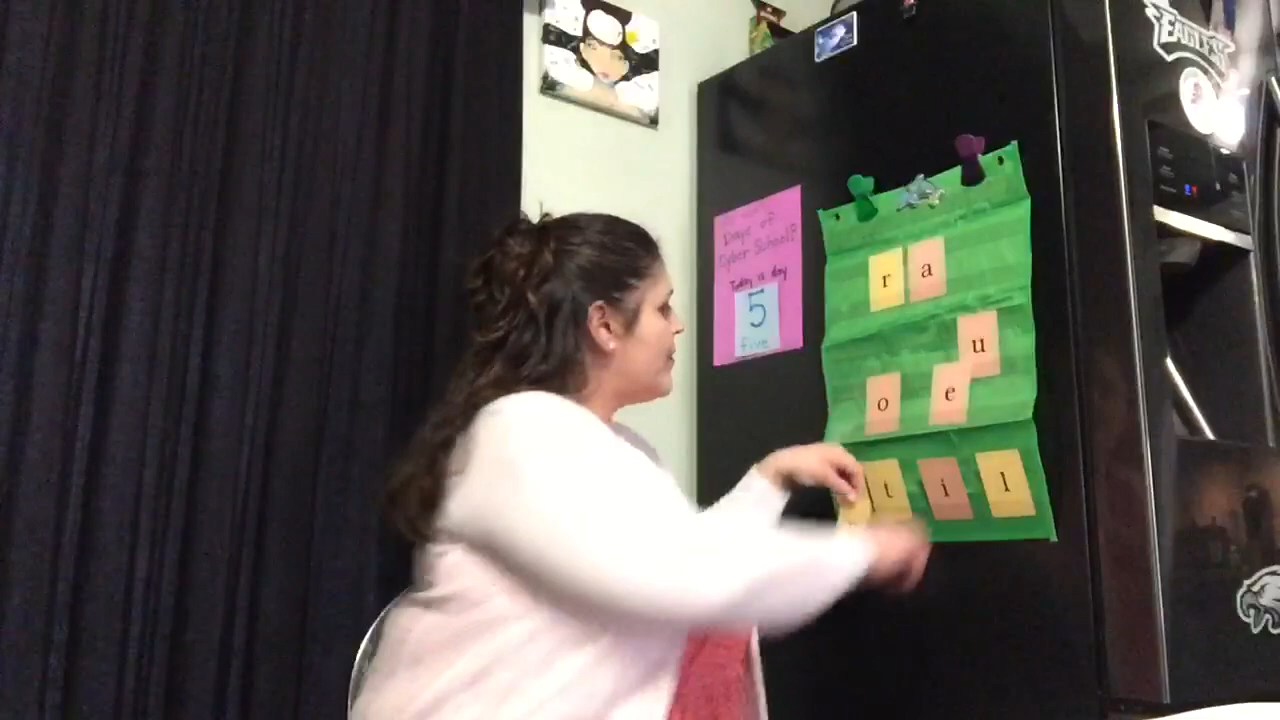 EAGLES
Days of
Cyber School?
Today is day
5
five
r a
u
o e
t i l